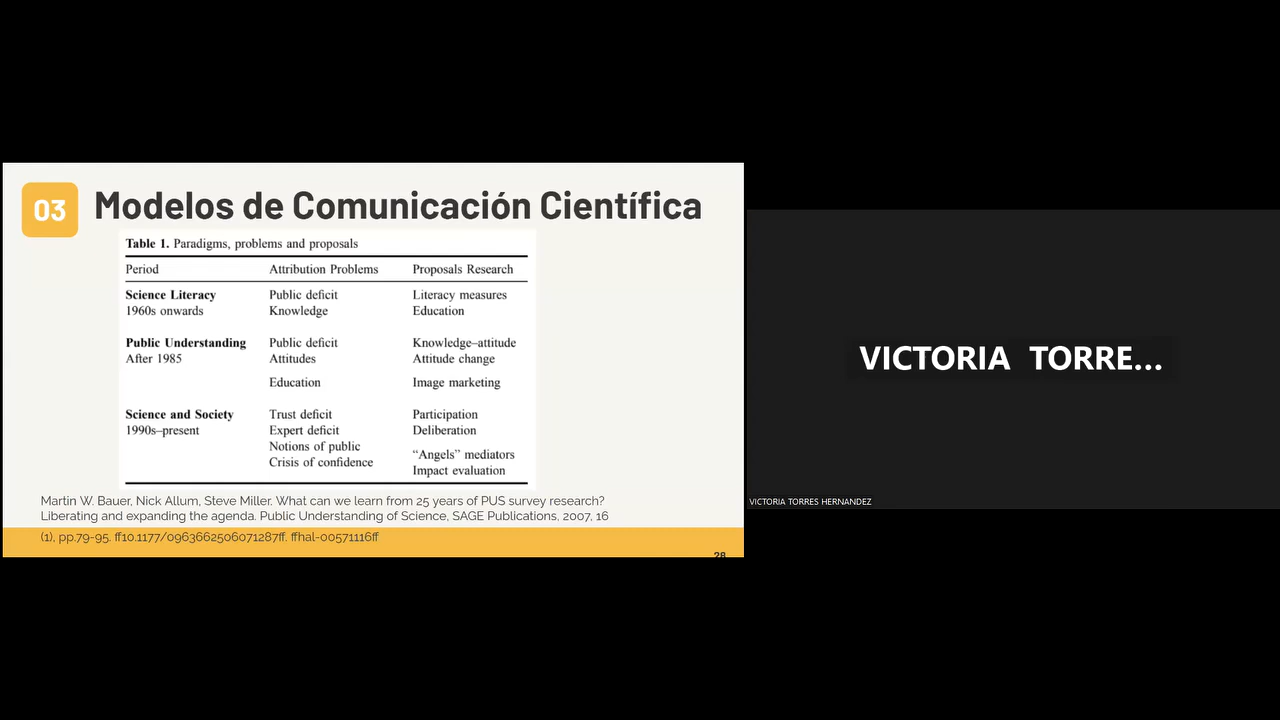 03 Modelos de Comunicación Científica
Table 1. Paradigms, problems and proposals
Period Attribution Problems Proposals Research
Science Literacy Public deficit Literacy measures
1960s onwards Knowledge Education
Public Understanding Public deficit Knowledge–attitude
After 1985 Attitudes Attitude change
Education Image marketing
Science and Society Trust deficit Participation
1990s–present Expert deficit Deliberation
Notions of public
“Angels” mediators
Crisis of confidence
Impact evaluation
Martin W. Bauer, Nick Allum, Steve Miller. What can we learn from 25 years of PUS survey research?
Liberating and expanding the agenda. Public Understanding of Science, SAGE Publications, 2007, 16
(1), pp.79-95. ff10.1177/0963662506071287ff. ffhal-00571116ff
28
VICTORIA TORRE...
VICTORIA TORRES HERNANDEZ